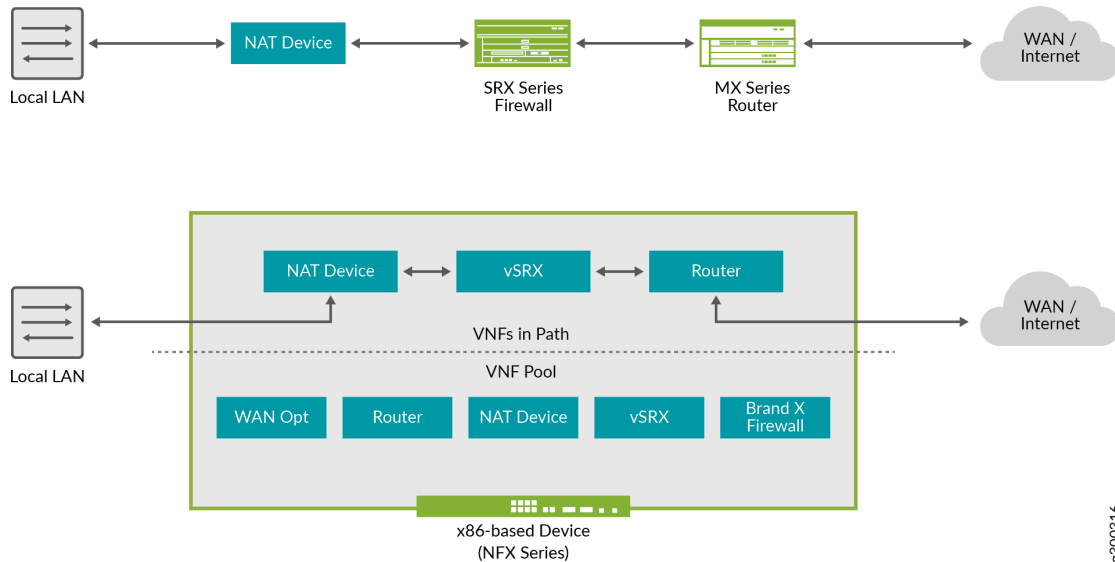 NAT Device
WAN /
Internet
Local LAN
SRX Series
Firewall
MX Series
Router
NAT Device
vSRX
Router
WAN /
Internet
VNFs in Path
Local LAN
VNF Pool
WAN Opt
Router
NAT Device
vSRX
Brand X
Firewall
x86-based Device
(NFX Series)